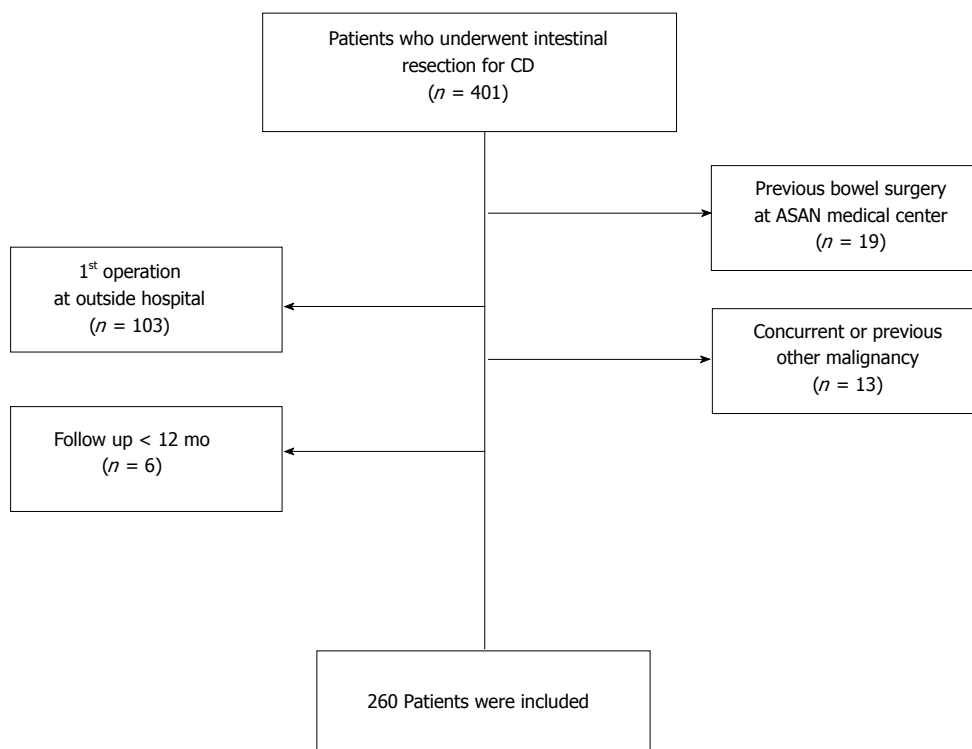 Patients who underwent intestinal
resection for CD
(n = 401)
Previous bowel surgery
at ASAN medical center
(n = 19)
1st operation
at outside hospital
(n = 103)
Concurrent or previous
other malignancy
(n = 13)
Follow up < 12 mo
(n = 6)
260 Patients were included